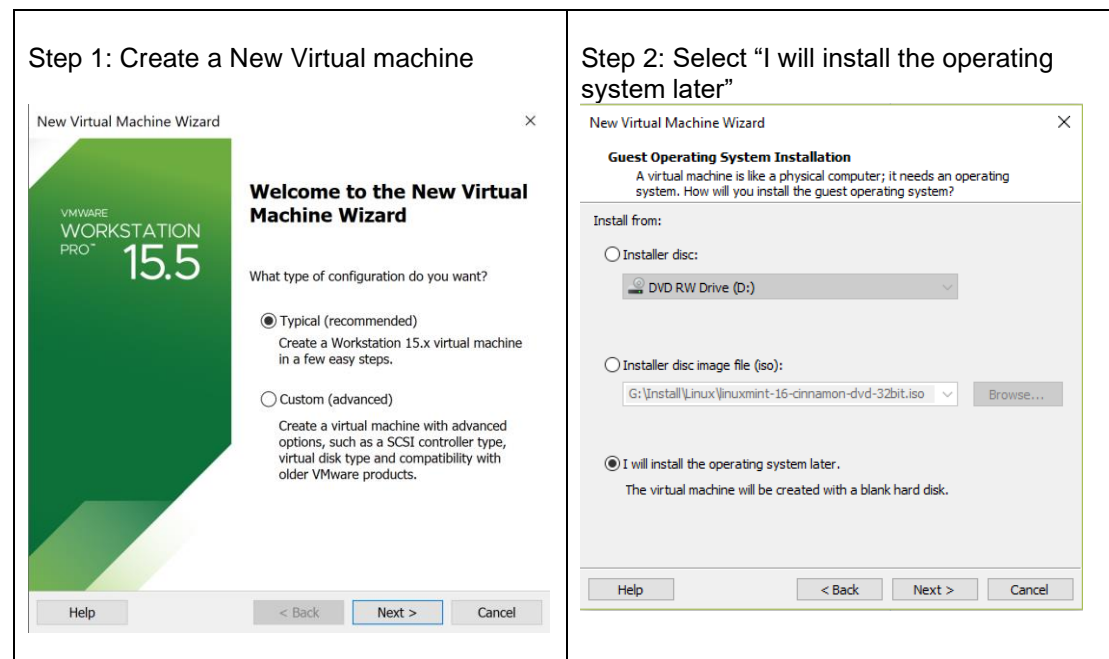 Step 1: Create a New Virtual machine
New Virtual Machine Wizard
VMWARE
WORKSTATION
PRO™ 15.5
Welcome to the New Virtual
Machine Wizard
What type of configuration do you want?
Typical (recommended)
Create a Workstation 15.x virtual machine
in a few easy steps.
Custom (advanced)
Create a virtual machine with advanced
options, such as a SCSI controller type,
virtual disk type and compatibility with
older VMware products.
Help < Back Next > Cancel
Step 2: Select “I will install the operating
system later”
New Virtual Machine Wizard
Guest Operating System Installation
A virtual machine is like a physical computer; it needs an operating
system. How will you install the guest operating system?
Install from:
Installer disc:
DVD RW Drive (D:)
Installer disc image file (iso):
G:\Install\Linux\linuxmint-16-cinnamon-dvd-32bit.iso Browse...
I will install the operating system later.
The virtual machine will be created with a blank hard disk.
Help < Back Next > Cancel